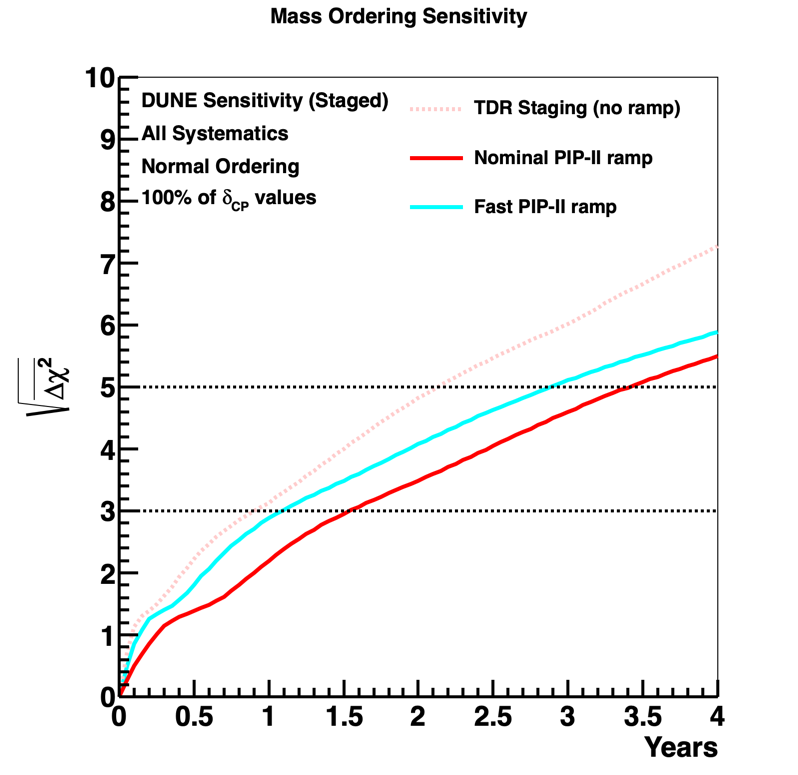 Mass Ordering Sensitivity
DUNE Sensitivity (Staged)
All Systematics
Normal Ordering
100% of δCP values
TDR Staging (no ramp)
Nominal PIP-II ramp
Fast PIP-II ramp
√Δχ²
10
9
8
7
6
5
4
3
2
1
0
0 0.5 1 1.5 2 2.5 3 3.5 4
Years